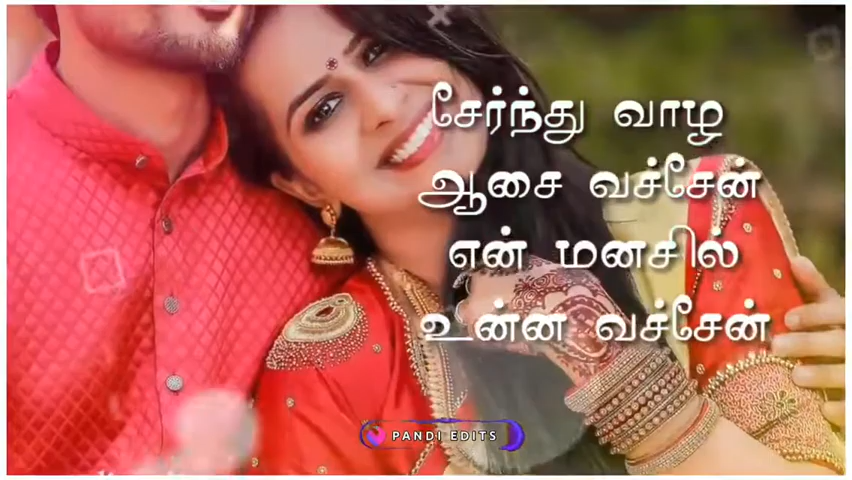 சேர்ந்து வாழ
ஆசை வச்சேன்
என் மனசில்
உன்ன வச்சேன்
PANDI EDITS